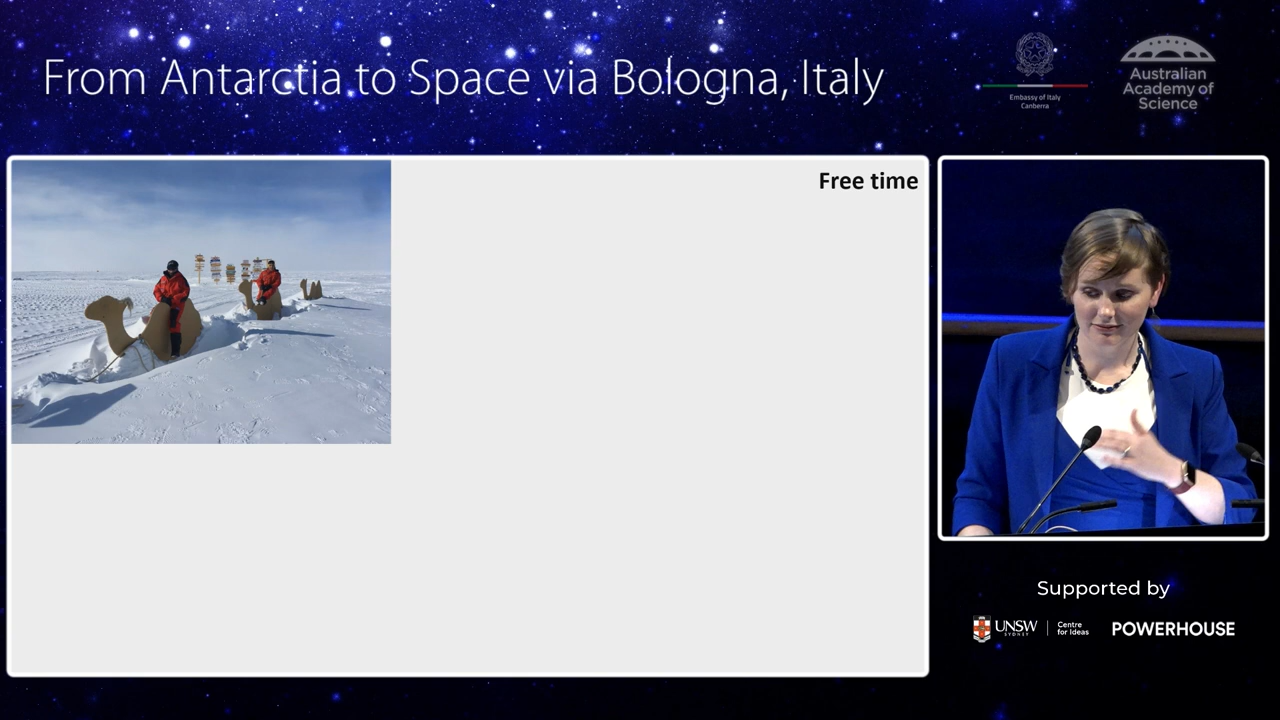 From Antarctia to Space via Bologna, Italy
Embassy of Italy
Canberra
Australian
Academy of
Science
Free time
Supported by
UNSW
SYDNEY
Centre
for Ideas
POWERHOUSE